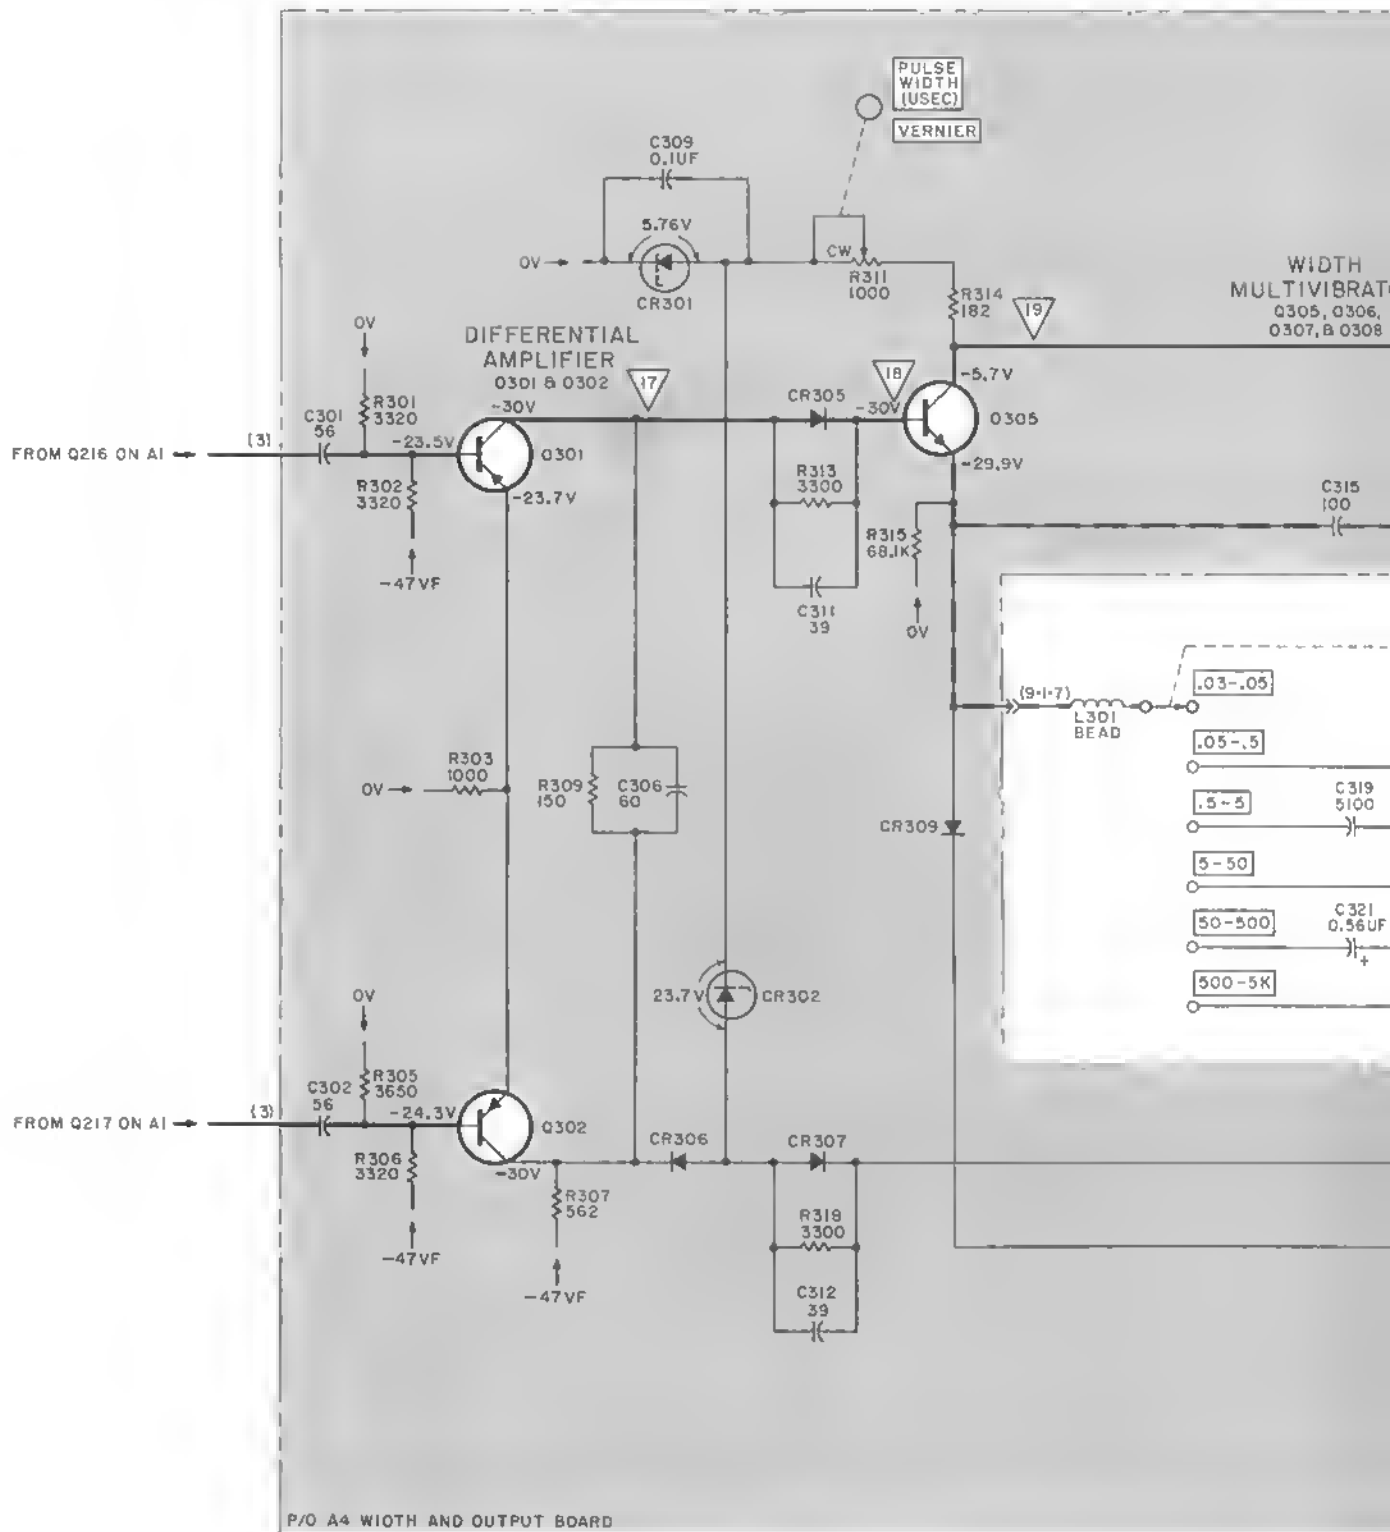 PULSE
WIDTH
(USEC)
VERNIER
C309
0.1UF
5.76V
0V
CR301
CW
R311
1000
R314
182
19
WIDTH
MULTIVIBRAT
Q305, Q306,
Q307, & Q308
0V
DIFFERENTIAL
AMPLIFIER
Q301 & Q302
17
18
-5.7V
CR305
-30V
Q305
R301
3320
C301
56
-30V
(3)
-23.5V
Q301
FROM Q216 ON A1
R302
3320
-23.7V
R313
3300
-29.9V
C315
100
R315
68.1K
-47VF
C311
39
0V
.03-.05
(9-1-7)
L301
BEAD
.05-.5
R303
1000
0V
R309
150
C306
60
C319
5100
.5-5
CR309
5-50
C321
0.56UF
+
50-500
500-5K
23.7V
CR302
0V
R305
3650
C302
56
(3)
-24.3V
Q302
FROM Q217 ON A1
CR306
CR307
R306
3320
-30V
R307
562
R318
3300
-47VF
-47VF
C312
39
P/O A4 WIDTH AND OUTPUT BOARD